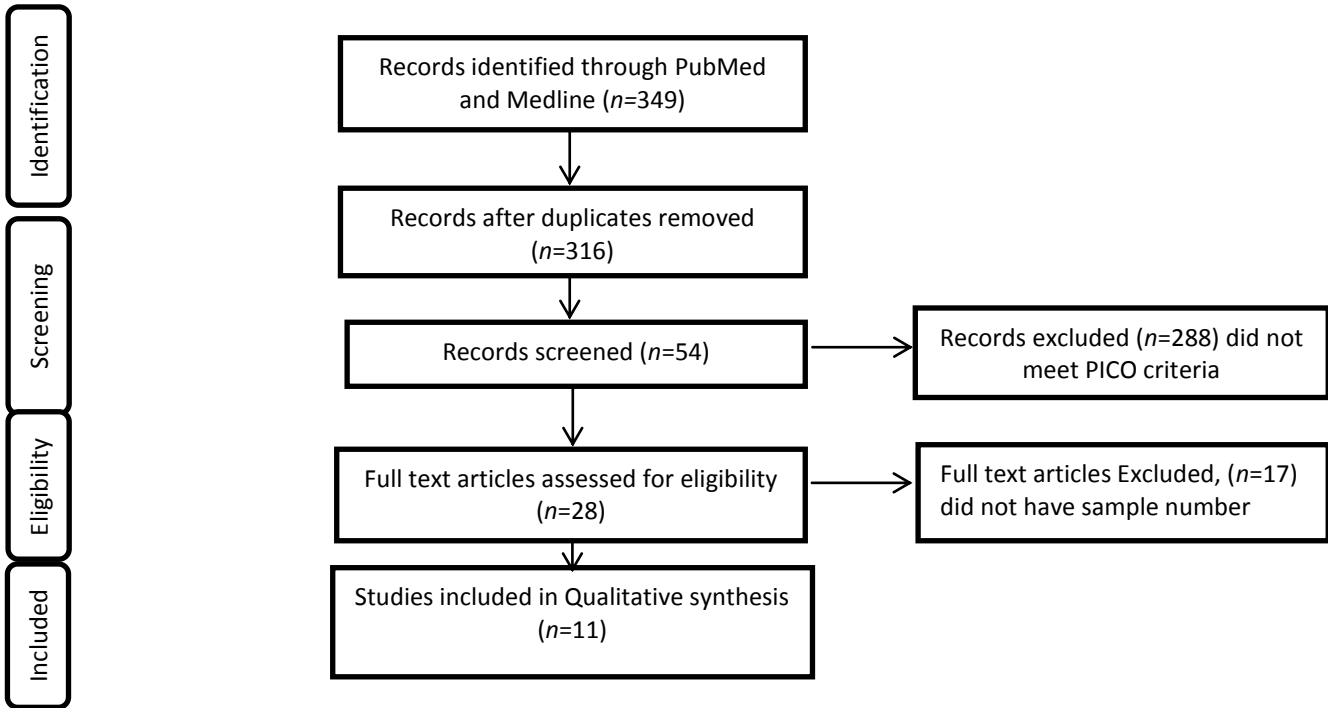 Identification
Records identified through PubMed
and Medline (n=349)
Records after duplicates removed
(n=316)
Screening
Records screened (n=54)
Records excluded (n=288) did not
meet PICO criteria
Eligibility
Full text articles assessed for eligibility
(n=28)
Full text articles Excluded, (n=17)
did not have sample number
Included
Studies included in Qualitative synthesis
(n=11)